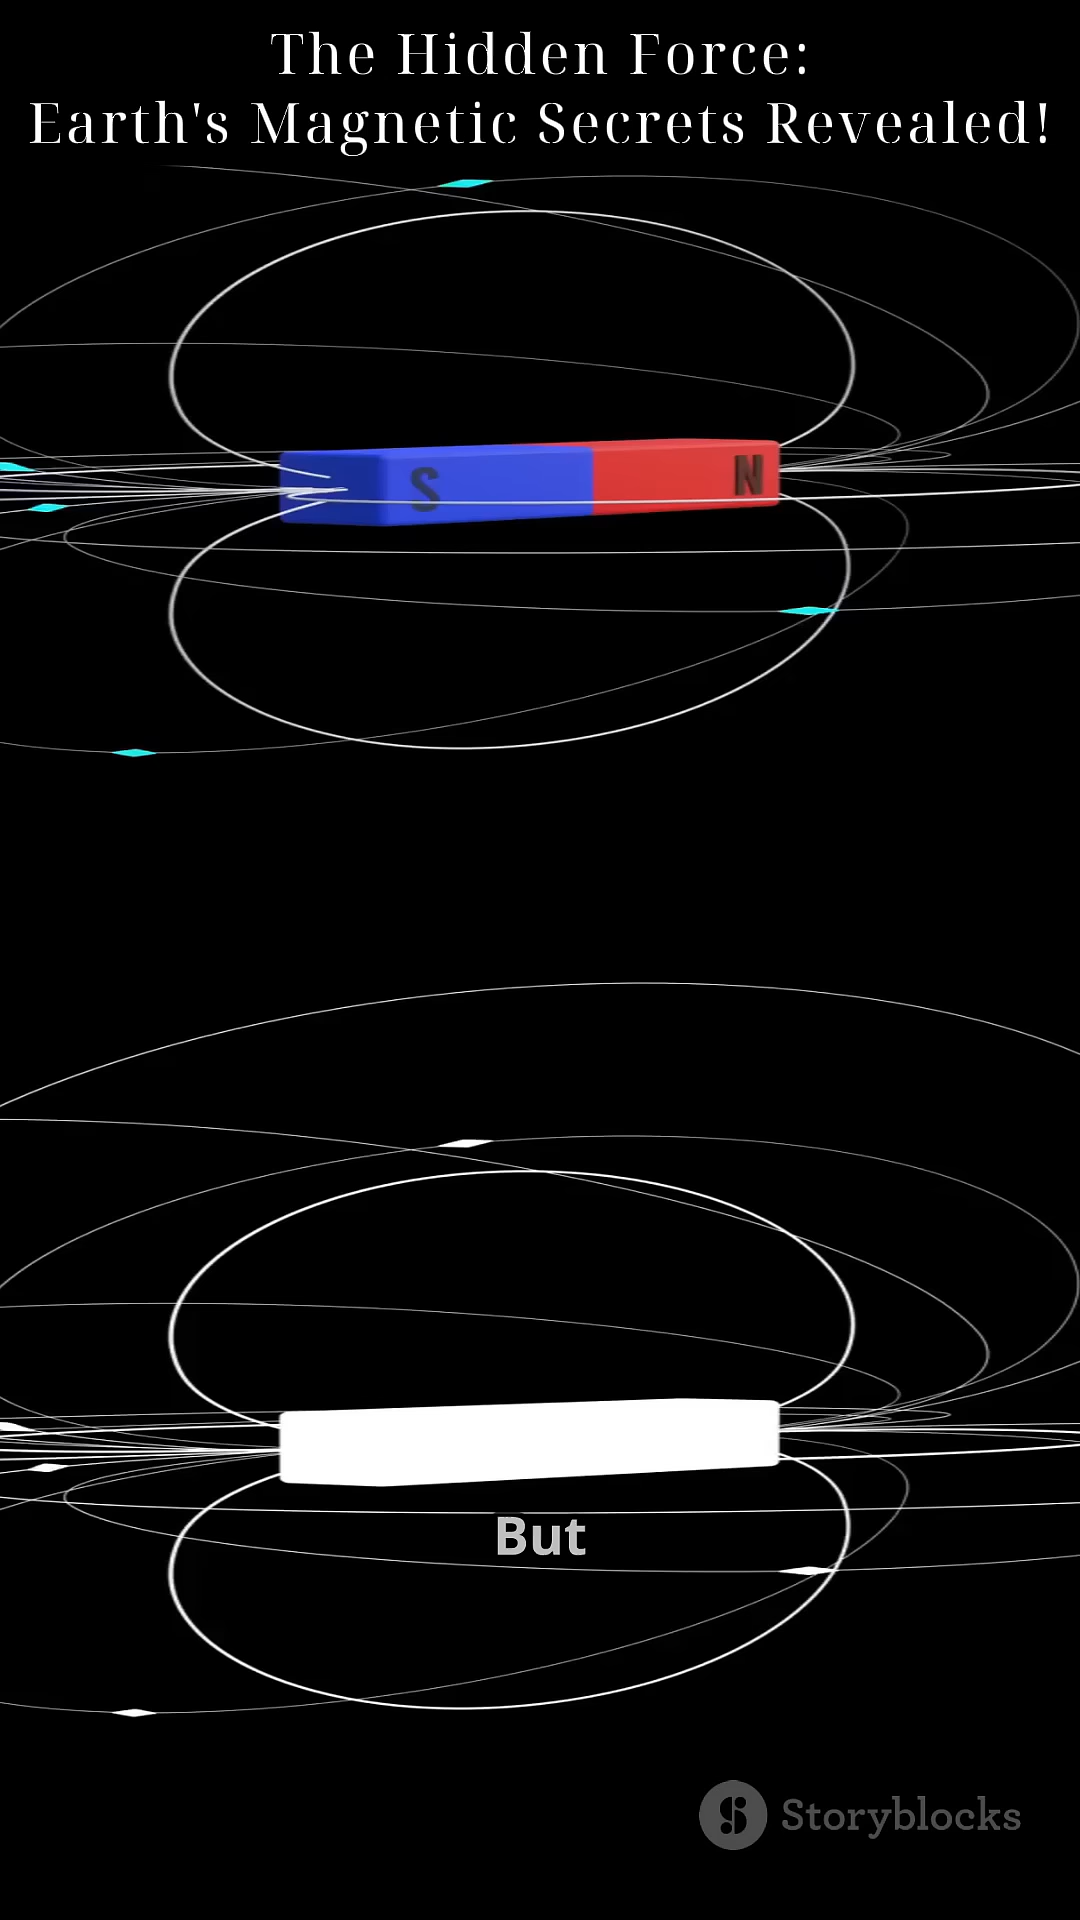 The Hidden Force:
Earth's Magnetic Secrets Revealed!
S
N
But
Storyblocks